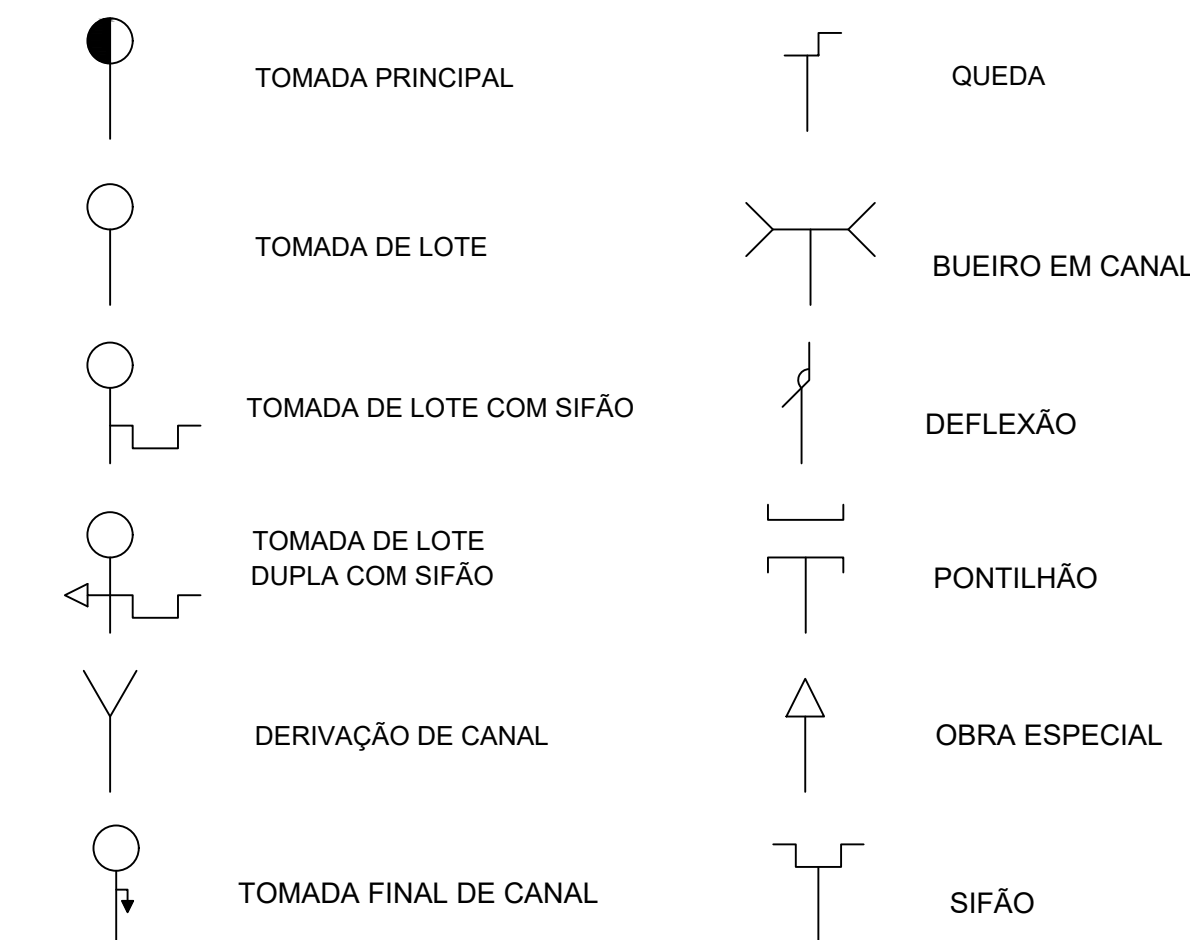 TOMADA PRINCIPAL
TOMADA DE LOTE
TOMADA DE LOTE COM SIFÃO
TOMADA DE LOTE
DUPLA COM SIFÃO
DERIVAÇÃO DE CANAL
TOMADA FINAL DE CANAL
QUEDA
BUEIRO EM CANAL
DEFLEXÃO
PONTILHÃO
OBRA ESPECIAL
SIFÃO